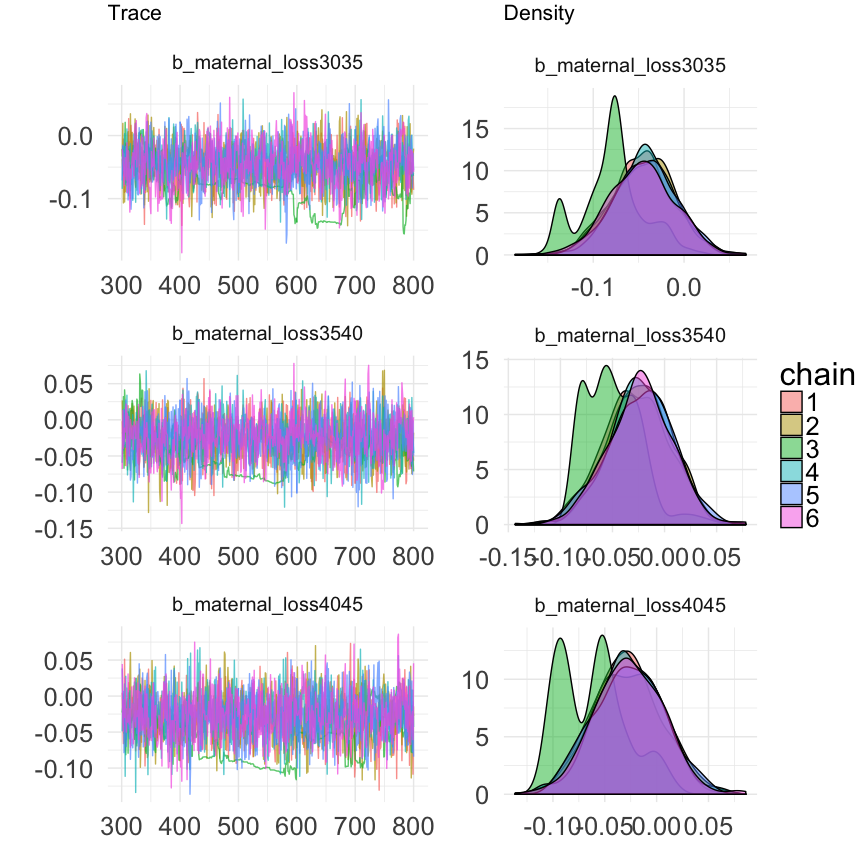 Trace
Density
b_maternal_loss3035
b_maternal_loss3035
0.0
-0.1
300 400 500 600 700 800
15
10
5
0
-0.1 0.0
b_maternal_loss3540
b_maternal_loss3540
0.05
0.00
-0.05
-0.10
-0.15
300 400 500 600 700 800
15
10
5
0
-0.15 -0.10 -0.05 0.00 0.05
b_maternal_loss4045
b_maternal_loss4045
0.05
0.00
-0.05
-0.10
300 400 500 600 700 800
10
5
0
-0.10 -0.05 0.00 0.05
chain
1
2
3
4
5
6